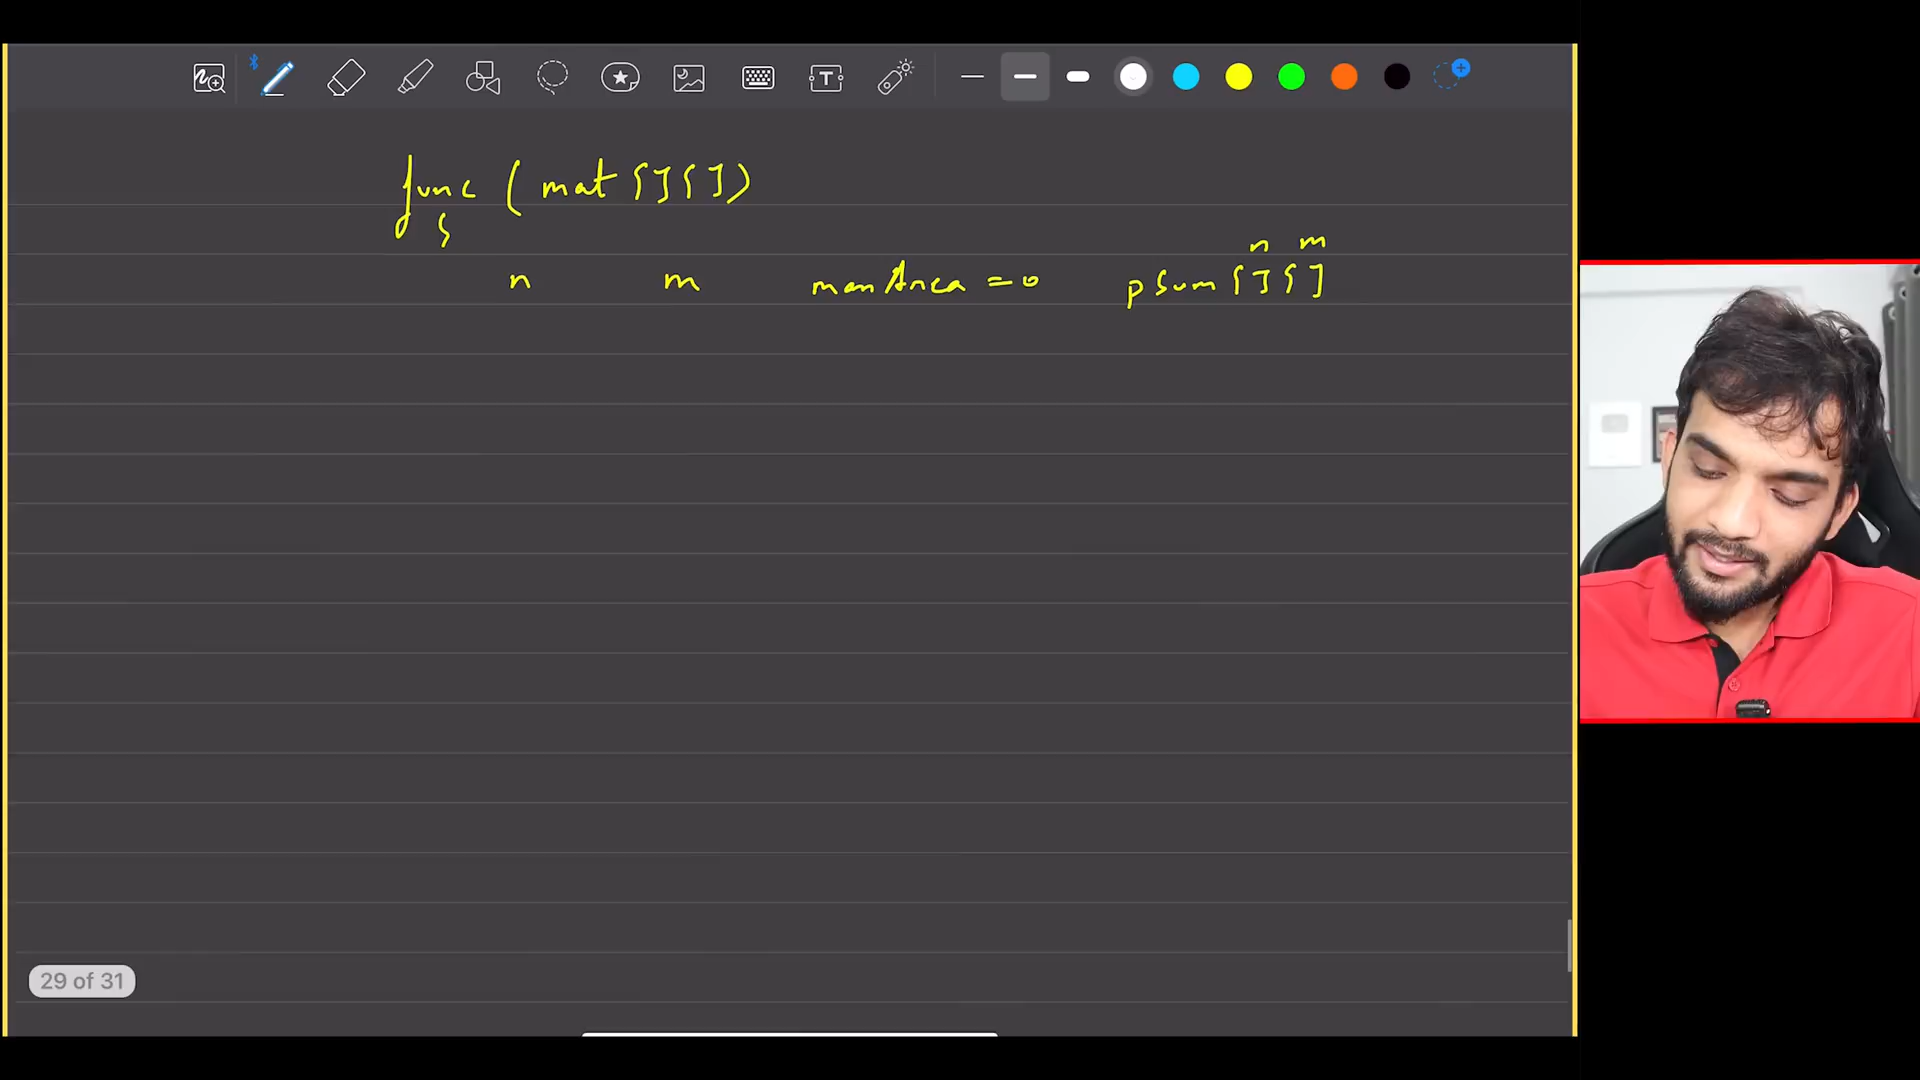 func ( mat [ ] [ ] )
{
n m
n m maxArea = 0 pSum [ ] [ ]
29 of 31